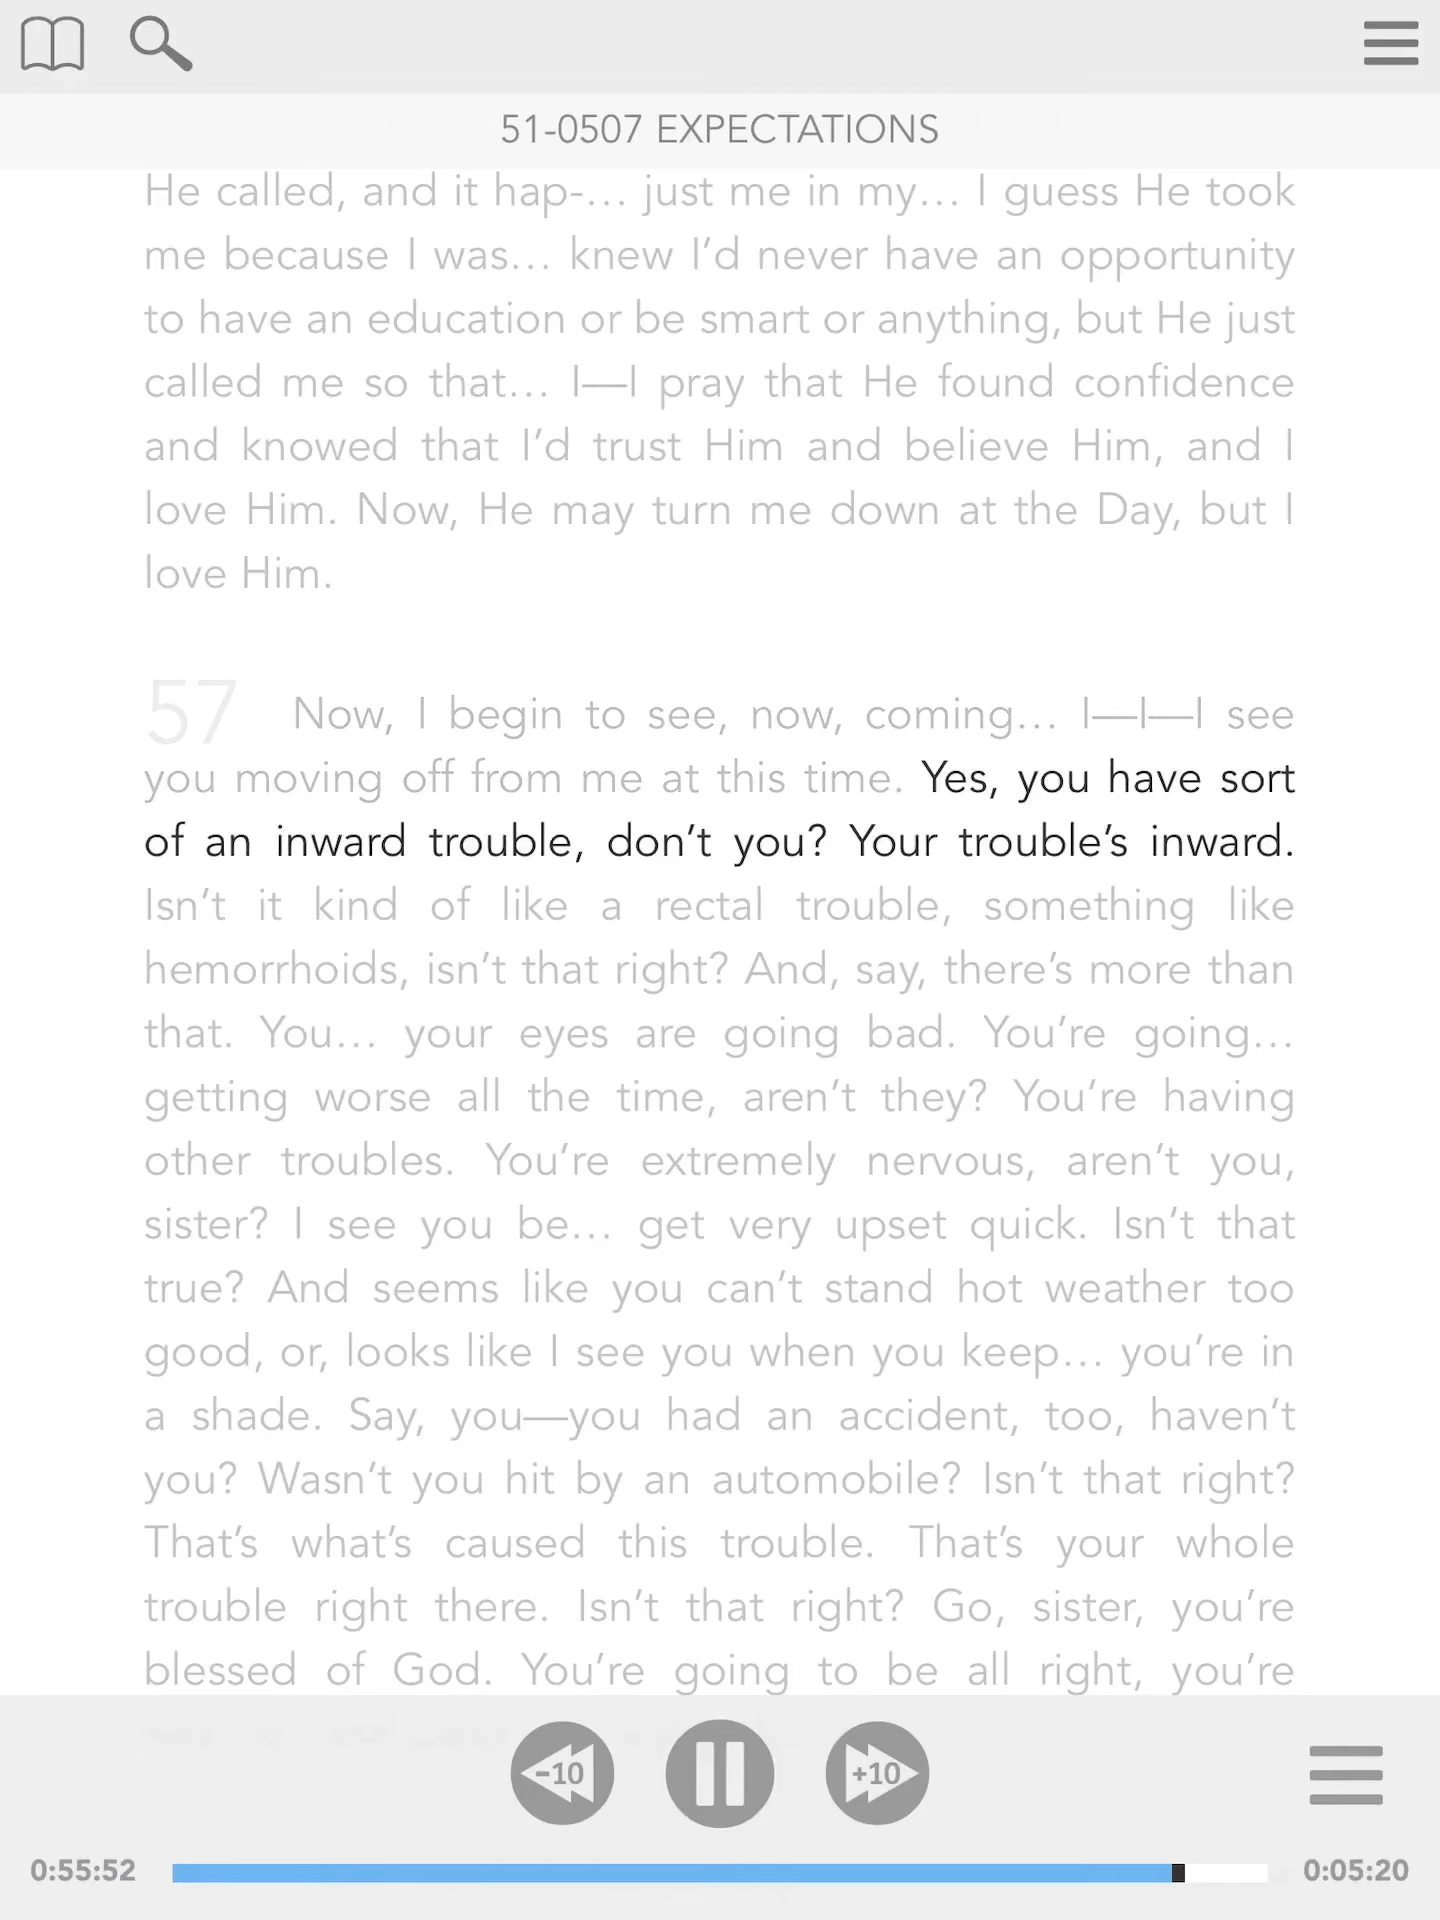 51-0507 EXPECTATIONS
He called, and it hap-… just me in my… I guess He took
me because I was… knew I’d never have an opportunity
to have an education or be smart or anything, but He just
called me so that… I—I pray that He found confidence
and knowed that I’d trust Him and believe Him, and I
love Him. Now, He may turn me down at the Day, but I
love Him.
57 Now, I begin to see, now, coming… I—I—I see
you moving off from me at this time. Yes, you have sort
of an inward trouble, don’t you? Your trouble’s inward.
Isn’t it kind of like a rectal trouble, something like
hemorrhoids, isn’t that right? And, say, there’s more than
that. You… your eyes are going bad. You’re going…
getting worse all the time, aren’t they? You’re having
other troubles. You’re extremely nervous, aren’t you,
sister? I see you be… get very upset quick. Isn’t that
true? And seems like you can’t stand hot weather too
good, or, looks like I see you when you keep… you’re in
a shade. Say, you—you had an accident, too, haven’t
you? Wasn’t you hit by an automobile? Isn’t that right?
That’s what’s caused this trouble. That’s your whole
trouble right there. Isn’t that right? Go, sister, you’re
blessed of God. You’re going to be all right, you’re
-10 +10
0:55:52 0:05:20